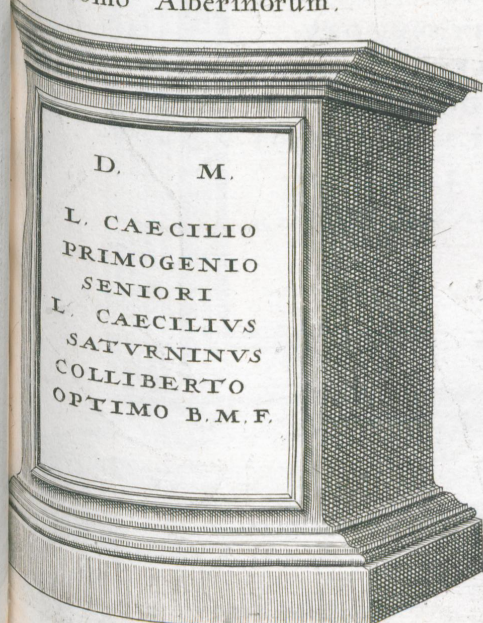 Alberinorum.
D. M.
L. CAECILIO
PRIMOGENIO
SENIORI
L. CAECILIVS
SATVRNINVS
COLLIBERTO
OPTIMO B.M.F.